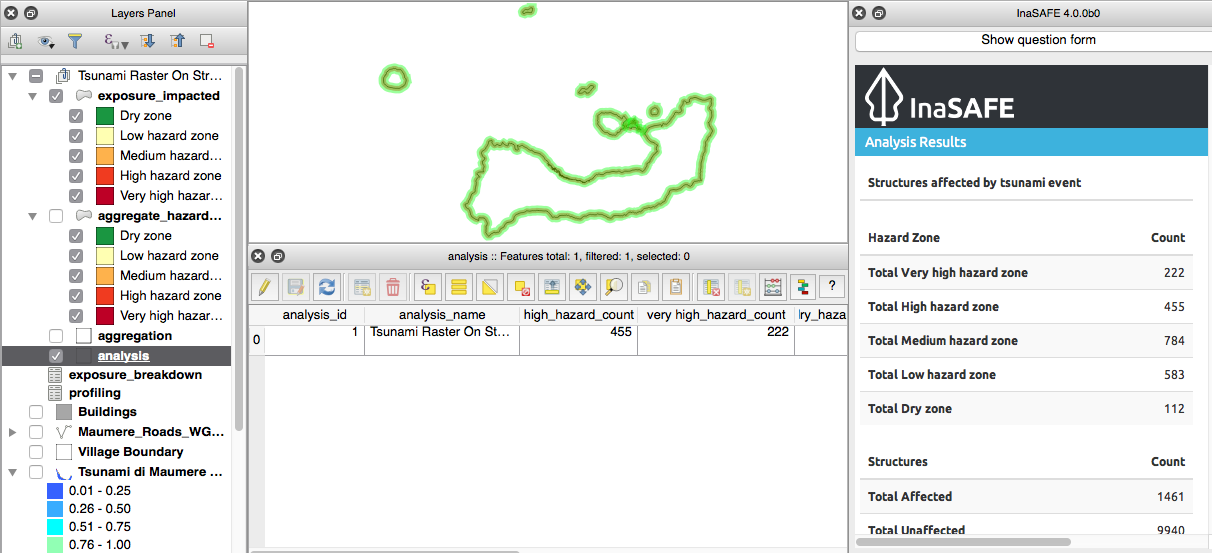 Layers Panel
Tsunami Raster On Str...
exposure_impacted
Dry zone
Low hazard zone
Medium hazard...
High hazard zone
Very high hazar...
aggregate_hazard...
Dry zone
Low hazard zone
Medium hazard...
High hazard zone
Very high hazar...
aggregation
analysis
exposure_breakdown
profiling
Buildings
Maumere_Roads_WG...
Village Boundary
Tsunami di Maumere ...
0.01 - 0.25
0.26 - 0.50
0.51 - 0.75
0.76 - 1.00
analysis :: Features total: 1, filtered: 1, selected: 0
?
analysis_id analysis_name high_hazard_count very high_hazard_count ry_haza
0 1 Tsunami Raster On St... 455 222
InaSAFE 4.0.0b0
Show question form
InaSAFE
Analysis Results
Structures affected by tsunami event
Hazard Zone Count
Total Very high hazard zone 222
Total High hazard zone 455
Total Medium hazard zone 784
Total Low hazard zone 583
Total Dry zone 112
Structures Count
Total Affected 1461
Total Unaffected 9940